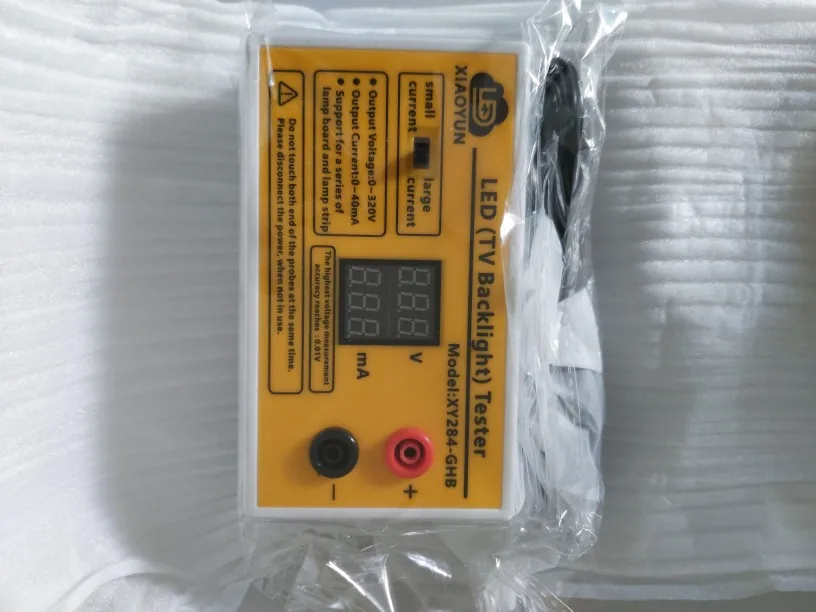 LD
XIAOYUN
LED (TV Backlight) Tester
Model:XY284-GHB
small
current
large
current
• Output Voltage:0~320V
• Output Current:0~40mA
• Support for a series of
lamp board and lamp strip
8.8.8. V
8.8.8. mA
The highest voltage measurement
accuracy reaches : 0.01V
Do not touch both end of the probes at the same time.
Please disconnect the power, when not in use.
+
−